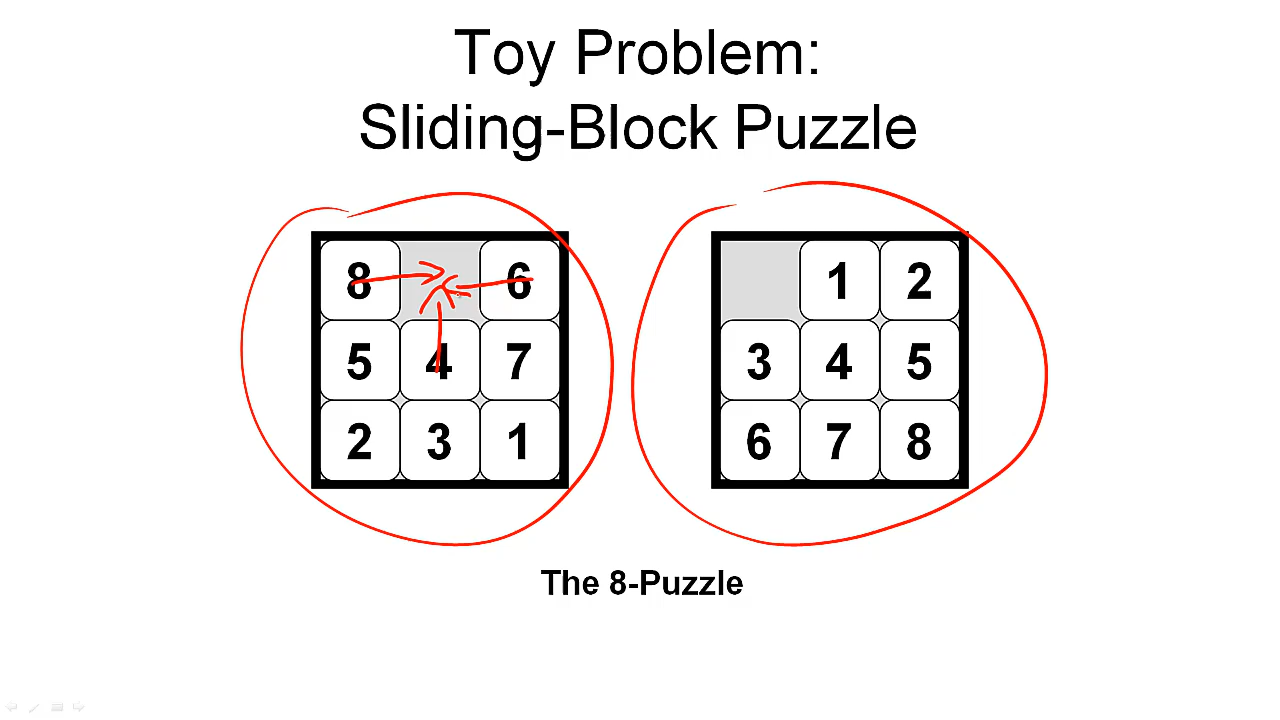 Toy Problem:
Sliding-Block Puzzle
8 6
5 4 7
2 3 1
1 2
3 4 5
6 7 8
The 8-Puzzle